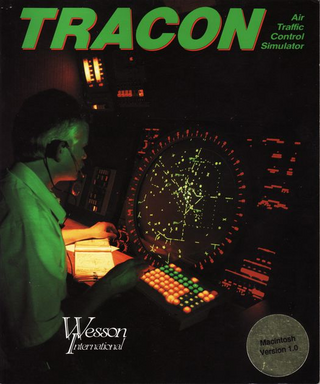 TRACON
Air
Traffic
Control
Simulator
Wesson
International
Macintosh
Version 1.0